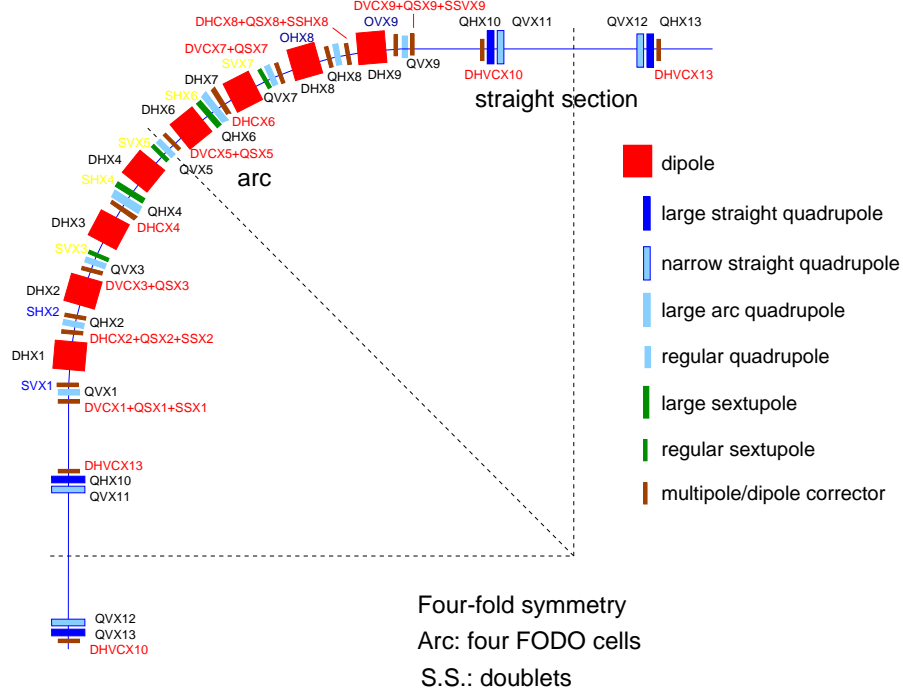 DVCX9+QSX9+SSVX9
DHCX8+QSX8+SSHX8
OVX9
QHX10
QVX11
QVX12
QHX13
OHX8
DVCX7+QSX7
SVX7
QVX9
DHX9
QHX8
DHX8
DHVCX10
DHVCX13
DHX7
QVX7
SHX6
straight section
DHX6
DHCX6
QHX6
SVX5
DVCX5+QSX5
DHX4
QVX5
dipole
arc
SHX4
QHX4
large straight quadrupole
DHX3
DHCX4
SVX3
QVX3
narrow straight quadrupole
DHX2
DVCX3+QSX3
SHX2
QHX2
large arc quadrupole
DHCX2+QSX2+SSX2
DHX1
regular quadrupole
SVX1
QVX1
DVCX1+QSX1+SSX1
large sextupole
regular sextupole
DHVCX13
QHX10
QVX11
multipole/dipole corrector
Four-fold symmetry
QVX12
QVX13
DHVCX10
Arc: four FODO cells
S.S.: doublets